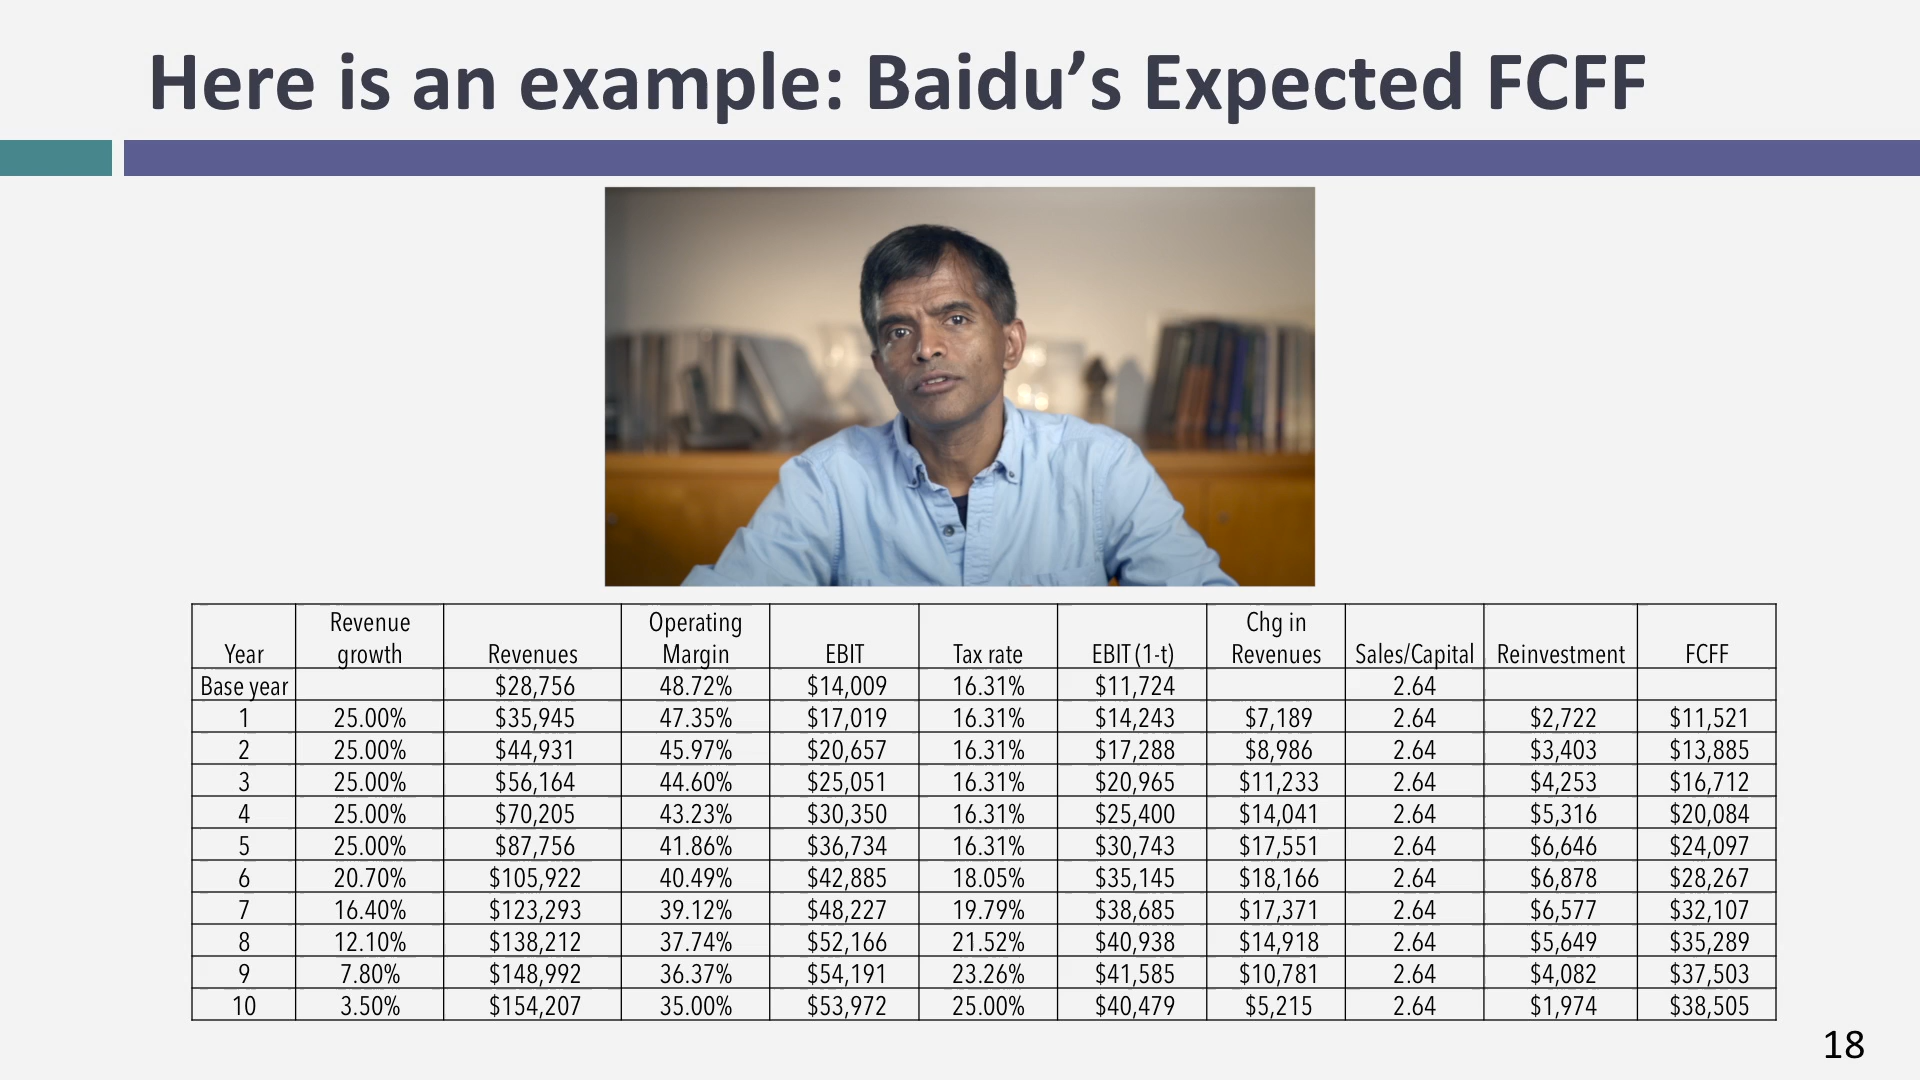 Here is an example: Baidu’s Expected FCFF
Year Revenue growth Revenues Operating Margin EBIT Tax rate EBIT (1-t) Chg in Revenues Sales/Capital Reinvestment FCFF
Base year $28,756 48.72% $14,009 16.31% $11,724 2.64
1 25.00% $35,945 47.35% $17,019 16.31% $14,243 $7,189 2.64 $2,722 $11,521
2 25.00% $44,931 45.97% $20,657 16.31% $17,288 $8,986 2.64 $3,403 $13,885
3 25.00% $56,164 44.60% $25,051 16.31% $20,965 $11,233 2.64 $4,253 $16,712
4 25.00% $70,205 43.23% $30,350 16.31% $25,400 $14,041 2.64 $5,316 $20,084
5 25.00% $87,756 41.86% $36,734 16.31% $30,743 $17,551 2.64 $6,646 $24,097
6 20.70% $105,922 40.49% $42,885 18.05% $35,145 $18,166 2.64 $6,878 $28,267
7 16.40% $123,293 39.12% $48,227 19.79% $38,685 $17,371 2.64 $6,577 $32,107
8 12.10% $138,212 37.74% $52,166 21.52% $40,938 $14,918 2.64 $5,649 $35,289
9 7.80% $148,992 36.37% $54,191 23.26% $41,585 $10,781 2.64 $4,082 $37,503
10 3.50% $154,207 35.00% $53,972 25.00% $40,479 $5,215 2.64 $1,974 $38,505
18